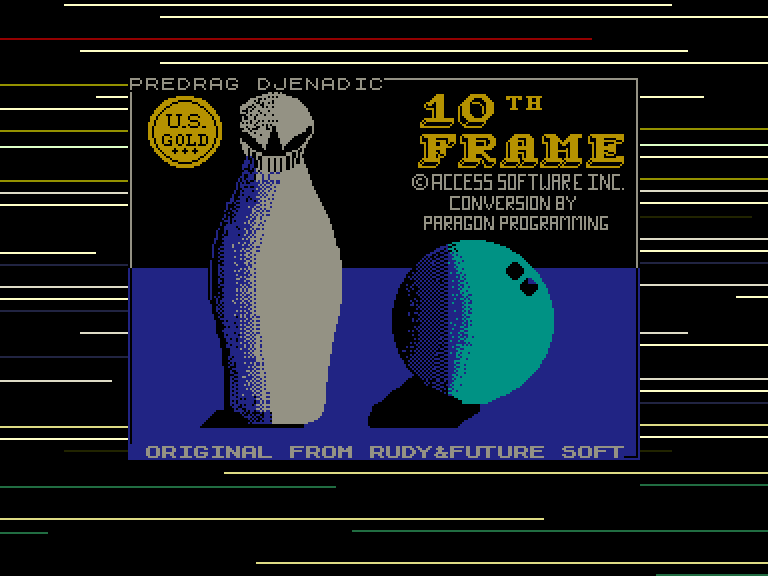 PREDRAG DJENADIC
U.S.
GOLD
10TH
FRAME
©ACCESS SOFTWARE INC.
CONVERSION BY
PARAGON PROGRAMMING
ORIGINAL FROM RUDY&FUTURE SOFT